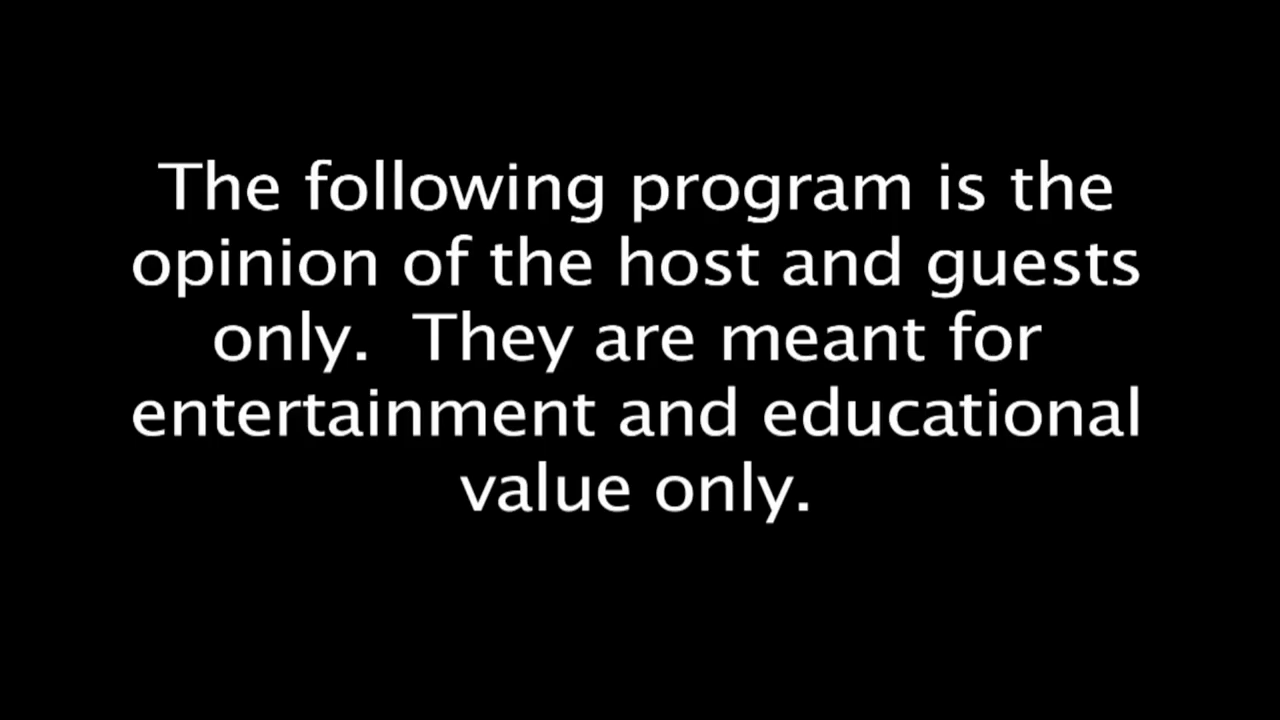 The following program is the
opinion of the host and guests
only.  They are meant for
entertainment and educational
value only.